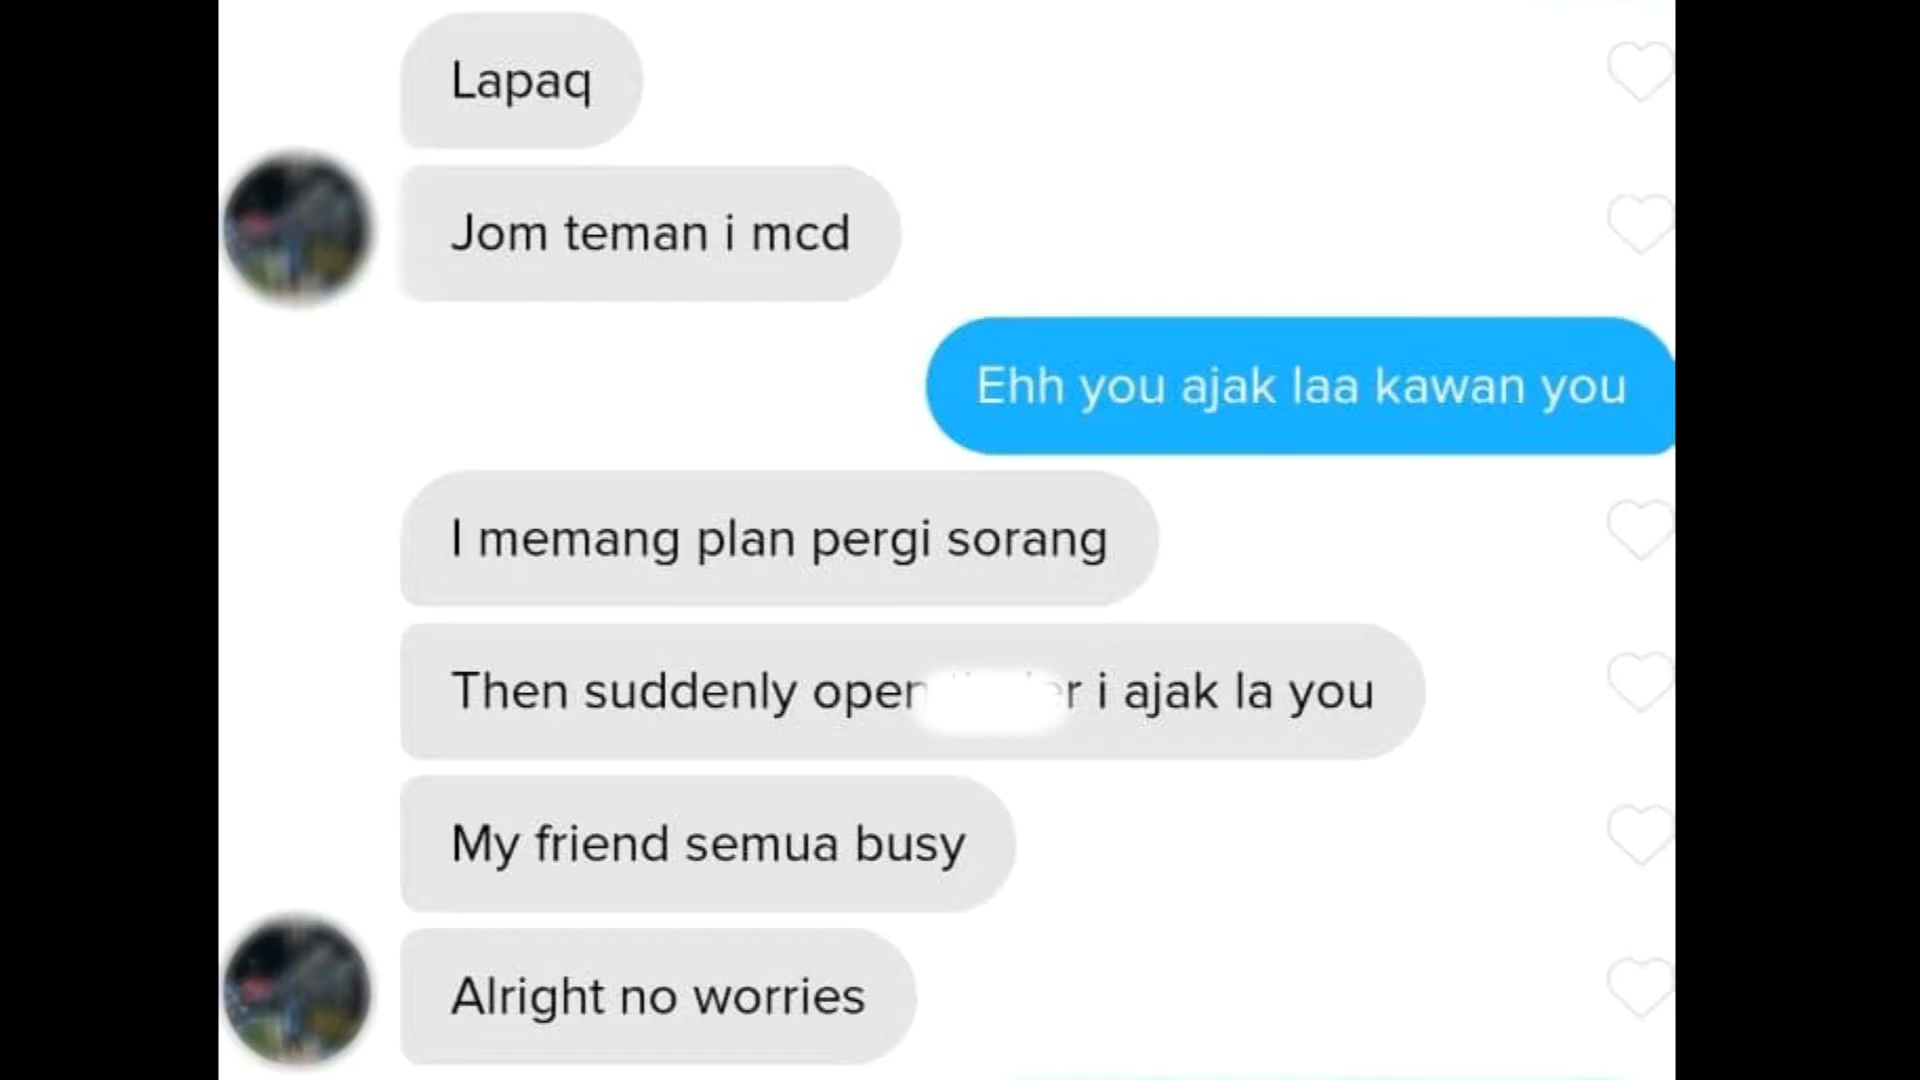 Lapaq
Jom teman i mcd
Ehh you ajak laa kawan you
I memang plan pergi sorang
Then suddenly open i ajak la you
My friend semua busy
Alright no worries